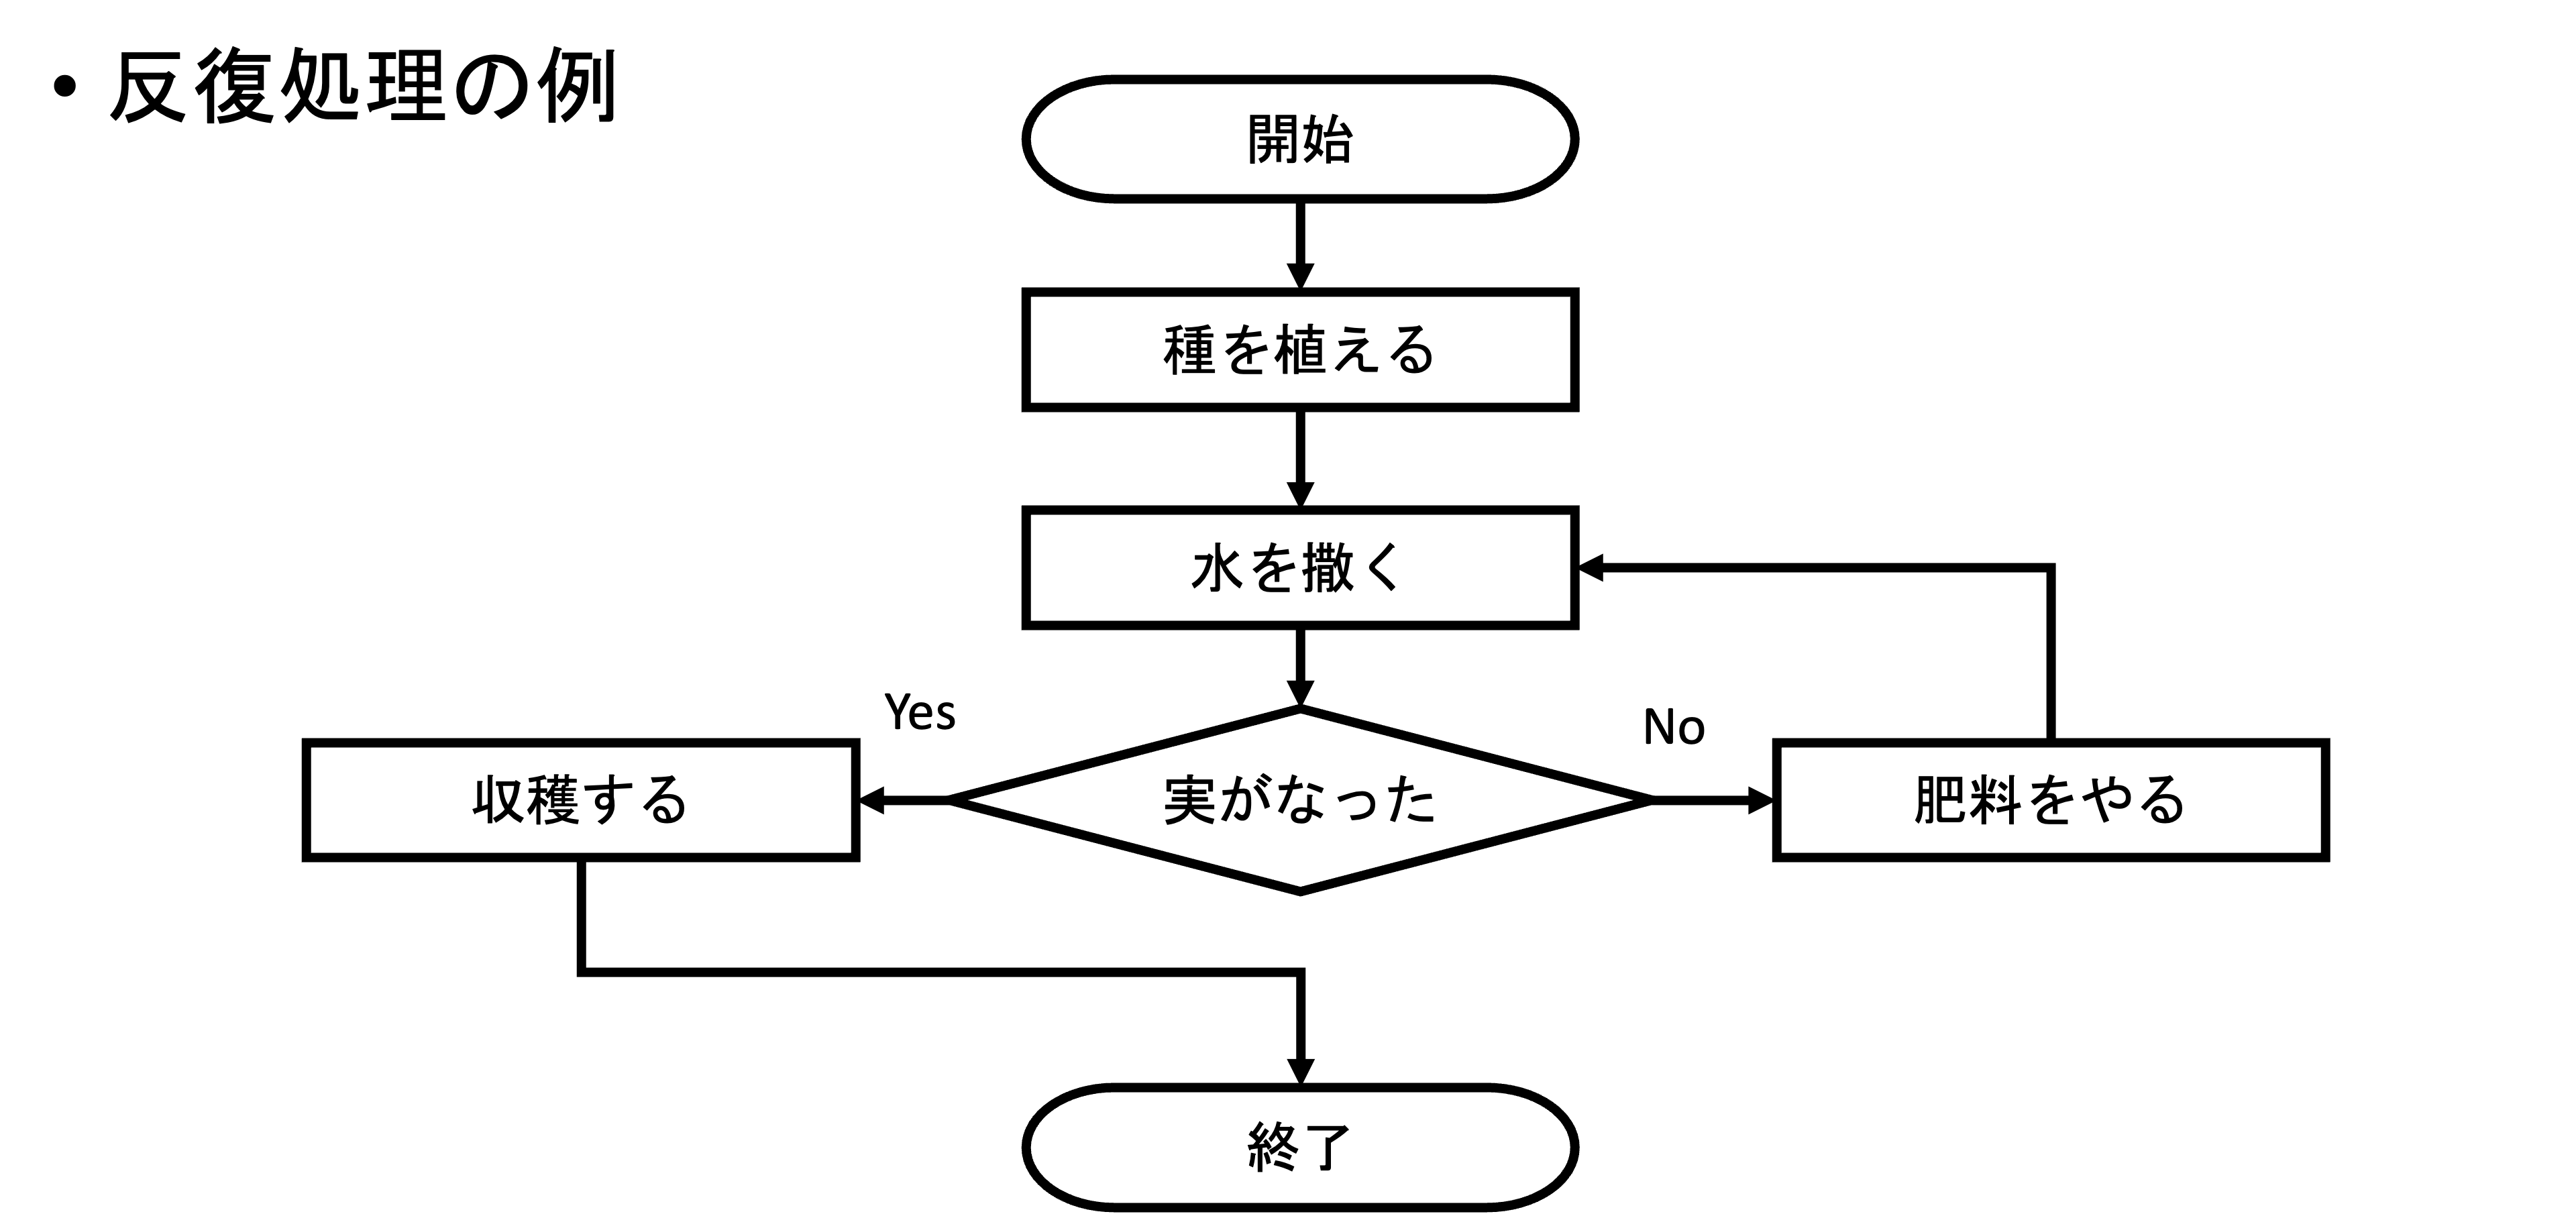 • 反復処理の例
開始
種を植える
水を撒く
Yes
No
収穫する
実がなった
肥料をやる
終了